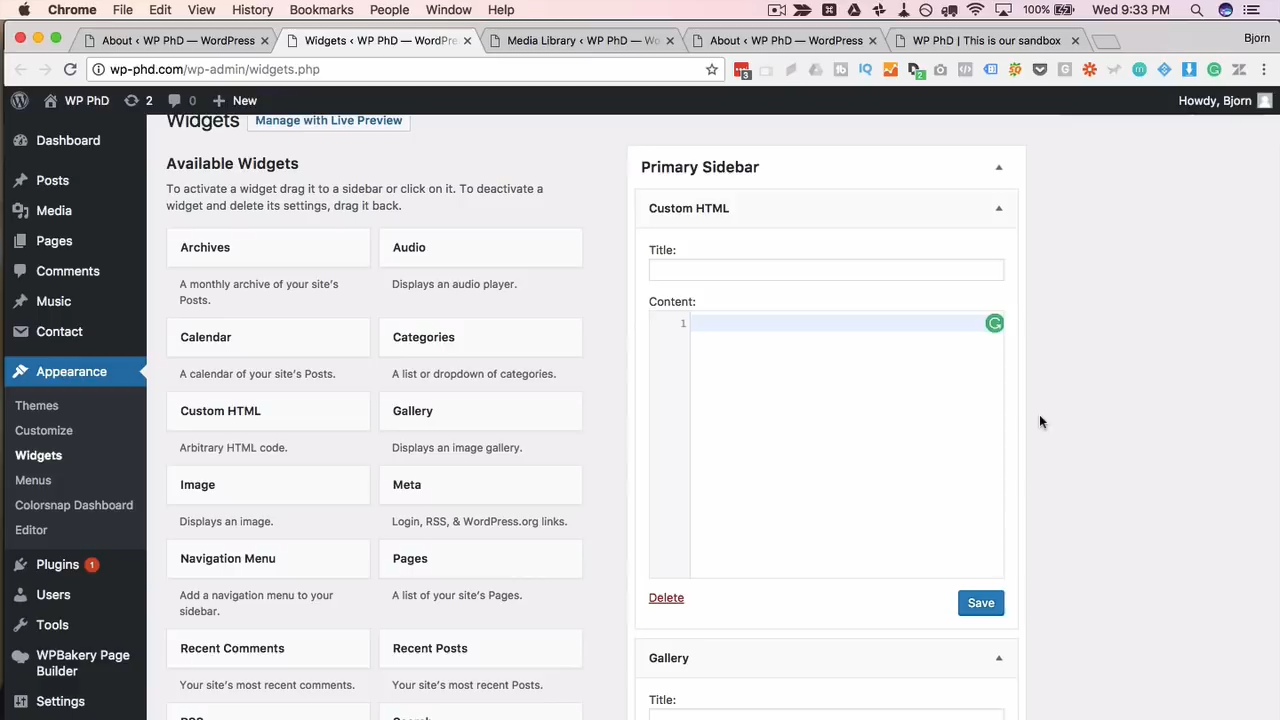 Chrome File Edit View History Bookmarks People Window Help 100% Wed 9:33 PM
About ‹ WP PhD — WordPress × Widgets ‹ WP PhD — WordPre × Media Library ‹ WP PhD — Wo × About ‹ WP PhD — WordPress × WP PhD | This is our sandbox × Bjorn
wp-phd.com/wp-admin/widgets.php 3 2
WP PhD 2 0 New Howdy, Bjorn
Dashboard
Posts
Media
Pages
Comments
Music
Contact
Appearance
Themes
Customize
Widgets
Menus
Colorsnap Dashboard
Editor
Plugins 1
Users
Tools
WPBakery Page
Builder
Settings
Widgets Manage with Live Preview
Available Widgets
To activate a widget drag it to a sidebar or click on it. To deactivate a
widget and delete its settings, drag it back.
Archives Audio
A monthly archive of your site's
Posts.
Displays an audio player.
Calendar Categories
A calendar of your site's Posts. A list or dropdown of categories.
Custom HTML Gallery
Arbitrary HTML code. Displays an image gallery.
Image Meta
Displays an image. Login, RSS, & WordPress.org links.
Navigation Menu Pages
Add a navigation menu to your
sidebar.
A list of your site's Pages.
Recent Comments Recent Posts
Your site's most recent comments. Your site's most recent Posts.
Primary Sidebar
Custom HTML
Title:
Content:
1
Delete Save
Gallery
Title: